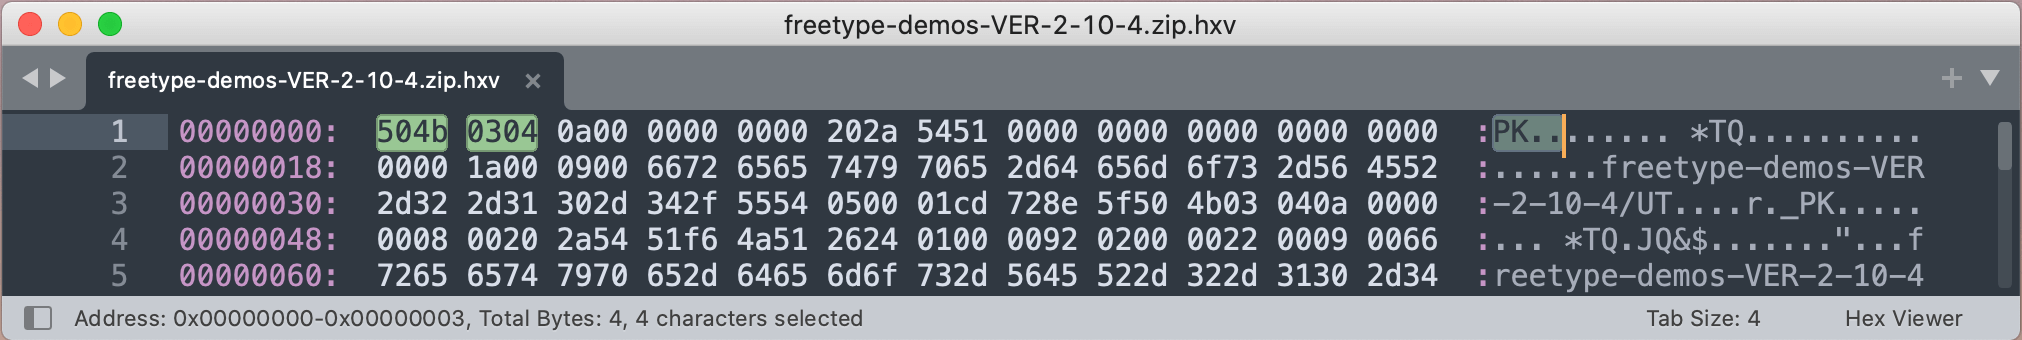 freetype-demos-VER-2-10-4.zip.hxv
freetype-demos-VER-2-10-4.zip.hxv ×
1 00000000: 504b 0304 0a00 0000 0000 202a 5451 0000 0000 0000 0000 0000 :PK........ *TQ..........
2 00000018: 0000 1a00 0900 6672 6565 7479 7065 2d64 656d 6f73 2d56 4552 :......freetype-demos-VER
3 00000030: 2d32 2d31 302d 342f 5554 0500 01cd 728e 5f50 4b03 040a 0000 :-2-10-4/UT....r._PK.....
4 00000048: 0008 0020 2a54 51f6 4a51 2624 0100 0092 0200 0022 0009 0066 :... *TQ.JQ&$......."...f
5 00000060: 7265 6574 7970 652d 6465 6d6f 732d 5645 522d 322d 3130 2d34 :reetype-demos-VER-2-10-4
Address: 0x00000000-0x00000003, Total Bytes: 4, 4 characters selected Tab Size: 4 Hex Viewer